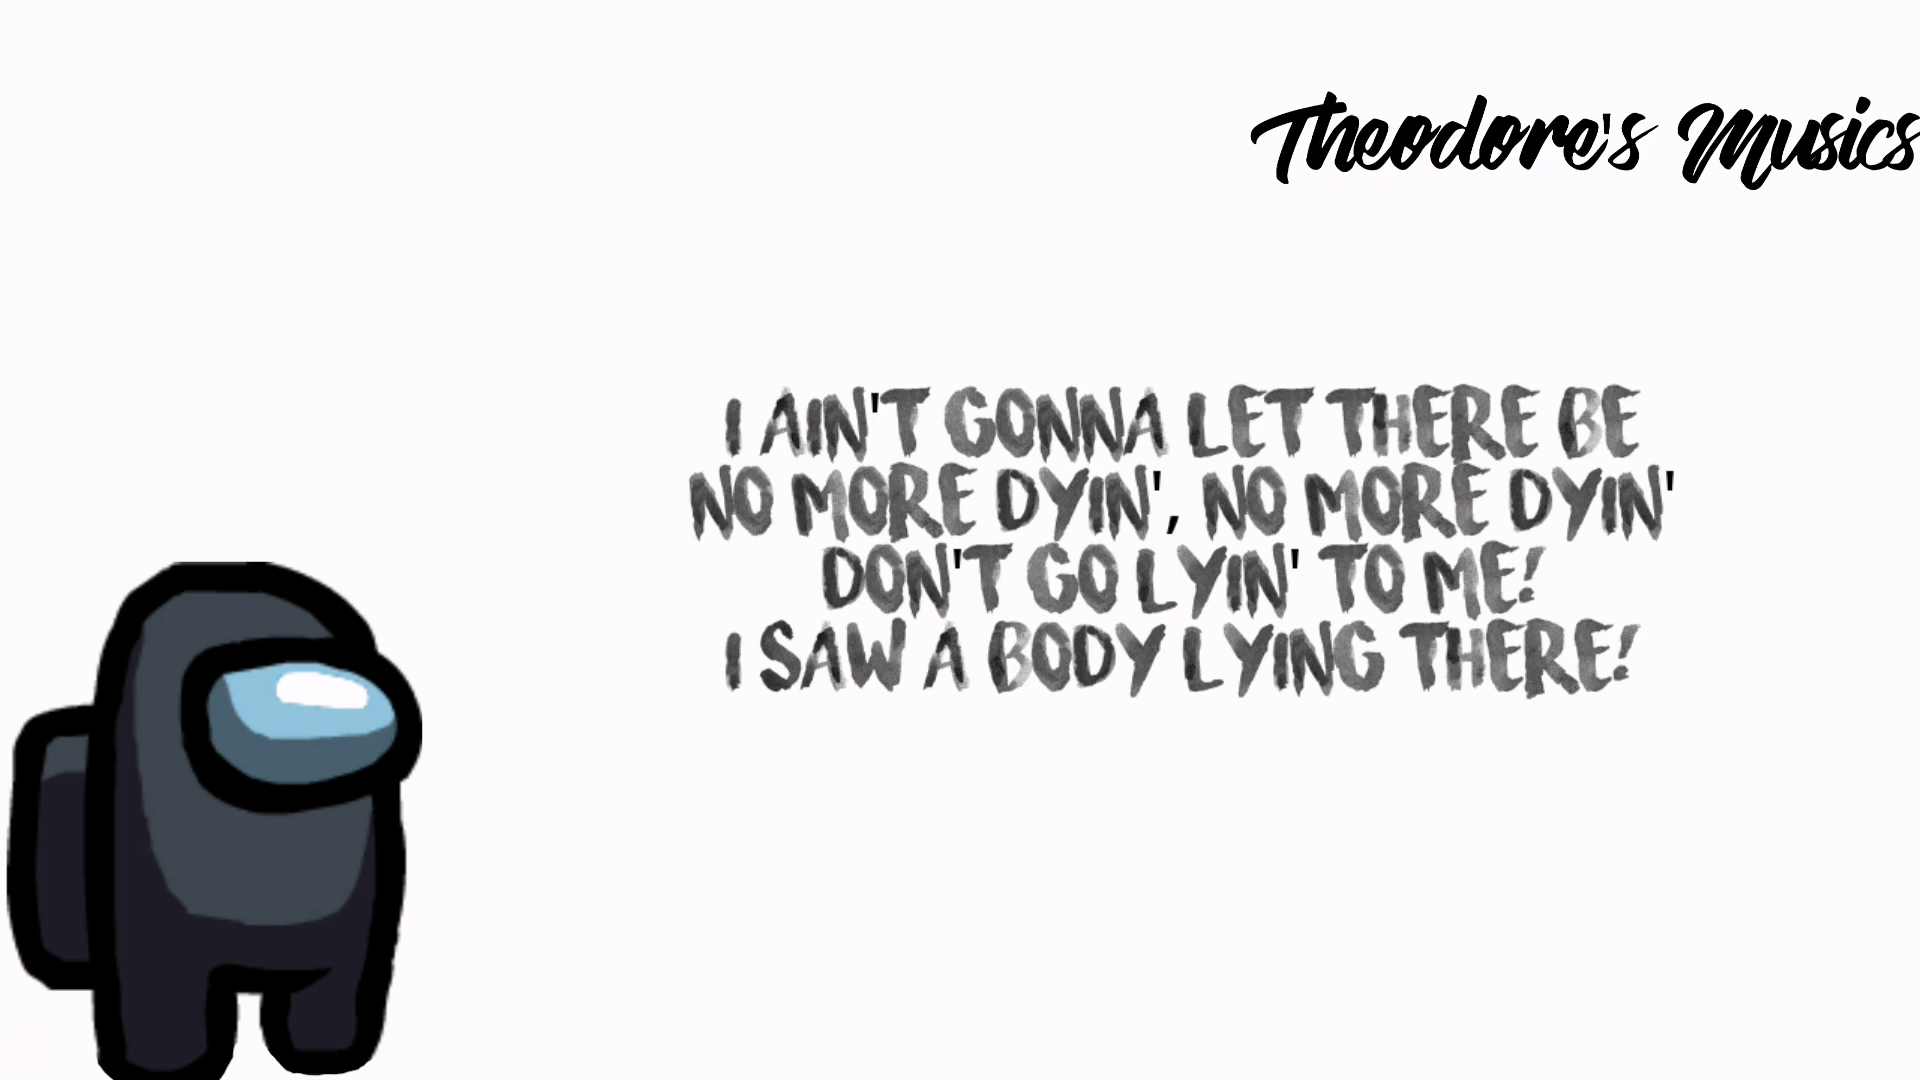 Theodore's Musics
I AIN'T GONNA LET THERE BE
NO MORE DYIN', NO MORE DYIN'
DON'T GO LYIN' TO ME!
I SAW A BODY LYING THERE!